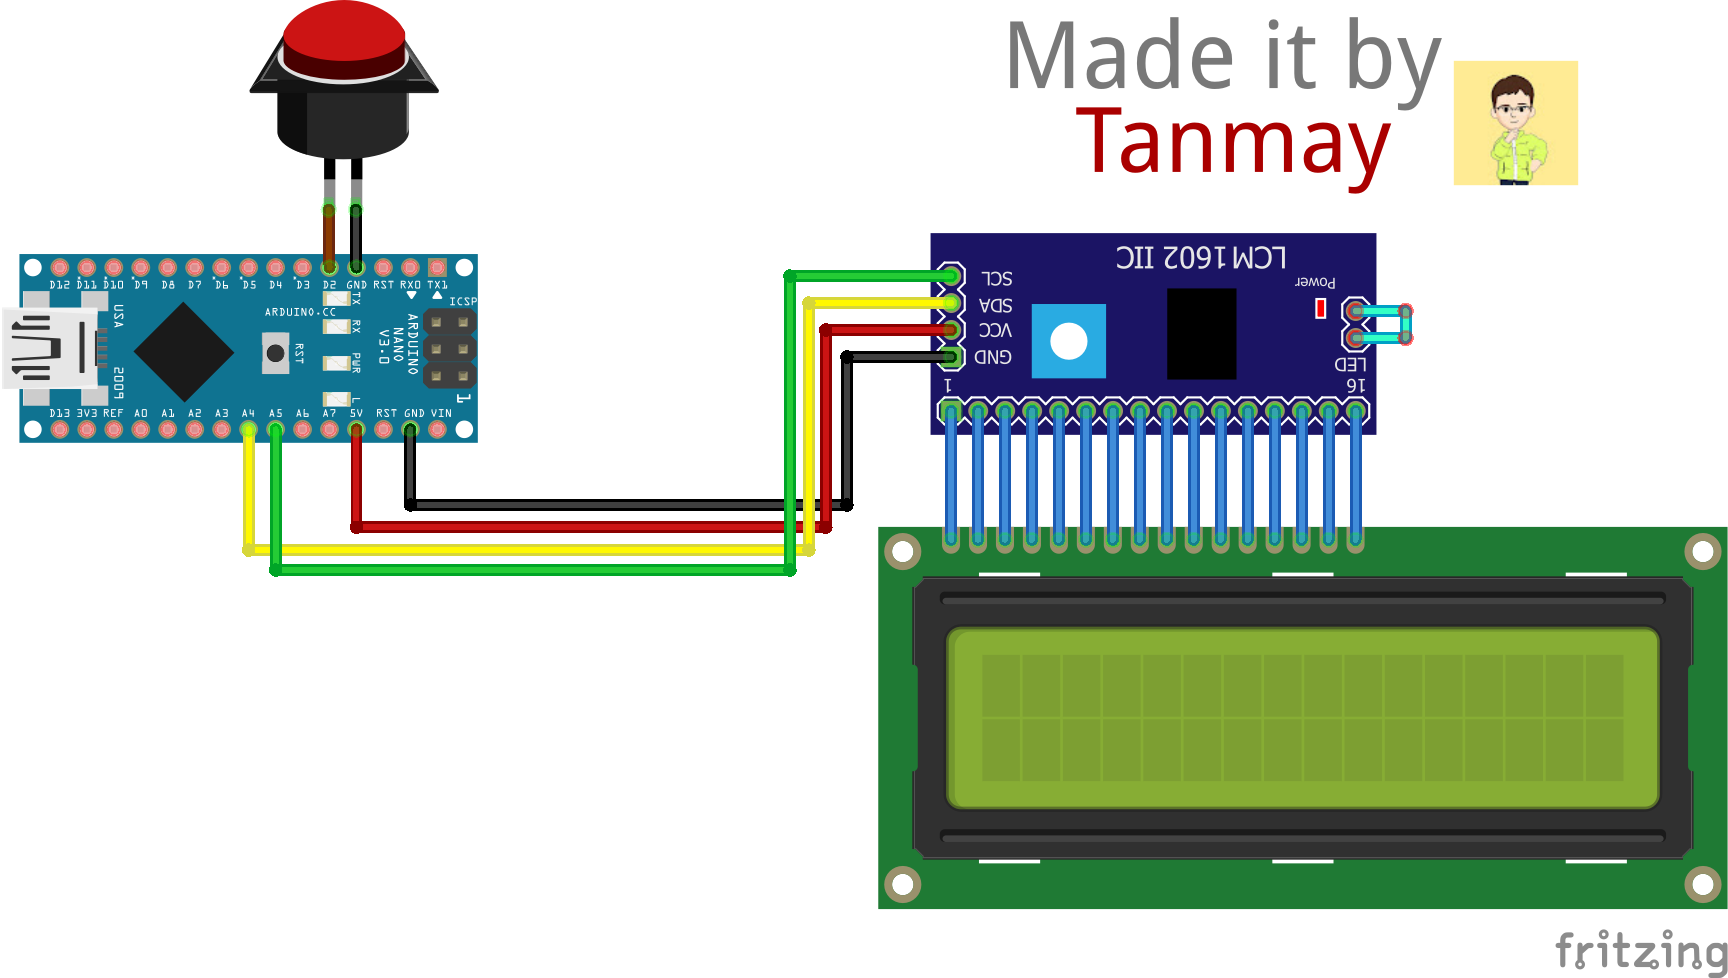 Made it by
Tanmay
D12 D11 D10 D9 D8 D7 D6 D5 D4 D3 D2 GND RST RX0 TX1
TX
RX
PWR
L
ICSP
1
ARDUINO.CC
RST
ARDUINO
NANO
V3.0
USA
2009
D13 3V3 REF A0 A1 A2 A3 A4 A5 A6 A7 5V RST GND VIN
LCM1602 IIC
SCL
SDA
VCC
GND
Power
LED
1
16
fritzing